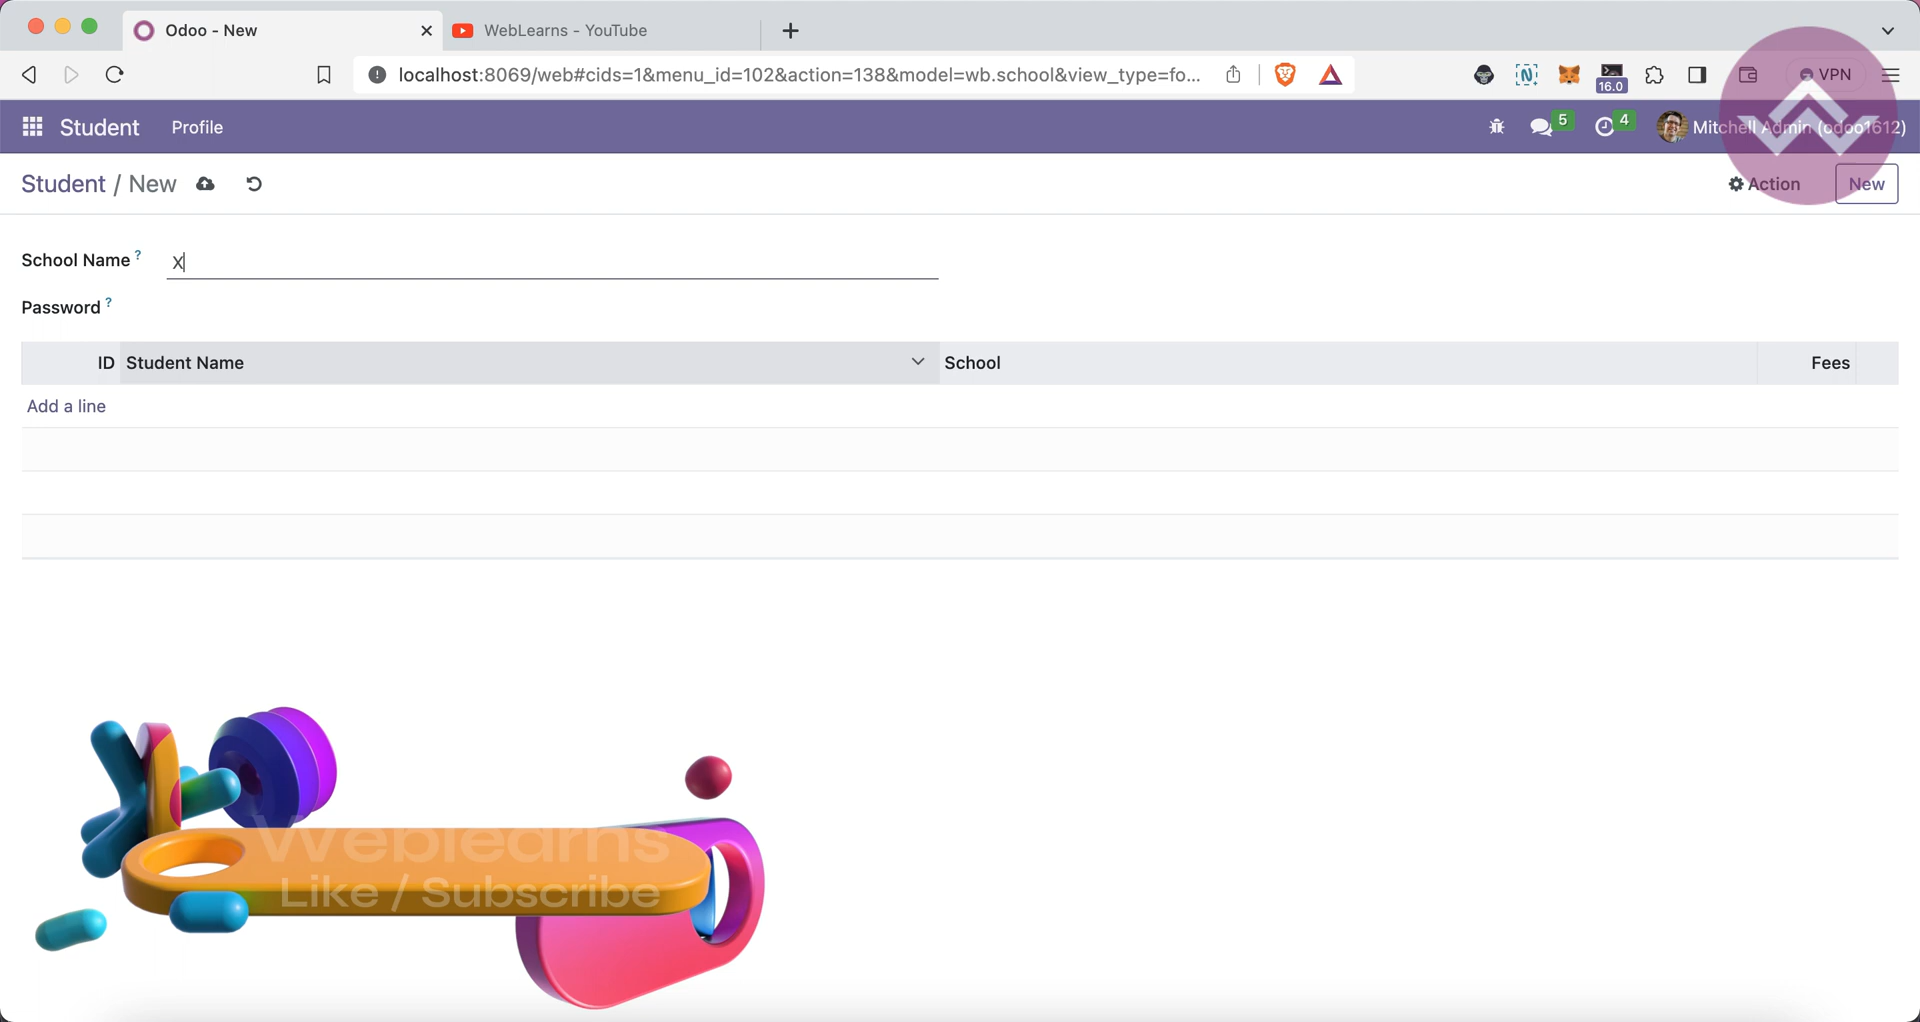 Odoo - New
WebLearns - YouTube
localhost:8069/web#cids=1&menu_id=102&action=138&model=wb.school&view_type=fo...
16.0
VPN
Student
Profile
5
4
Mitchell Admin (odoo1612)
Student / New
Action
New
School Name ?
X
Password ?
ID
Student Name
School
Fees
Add a line
Weblearns
Like / Subscribe